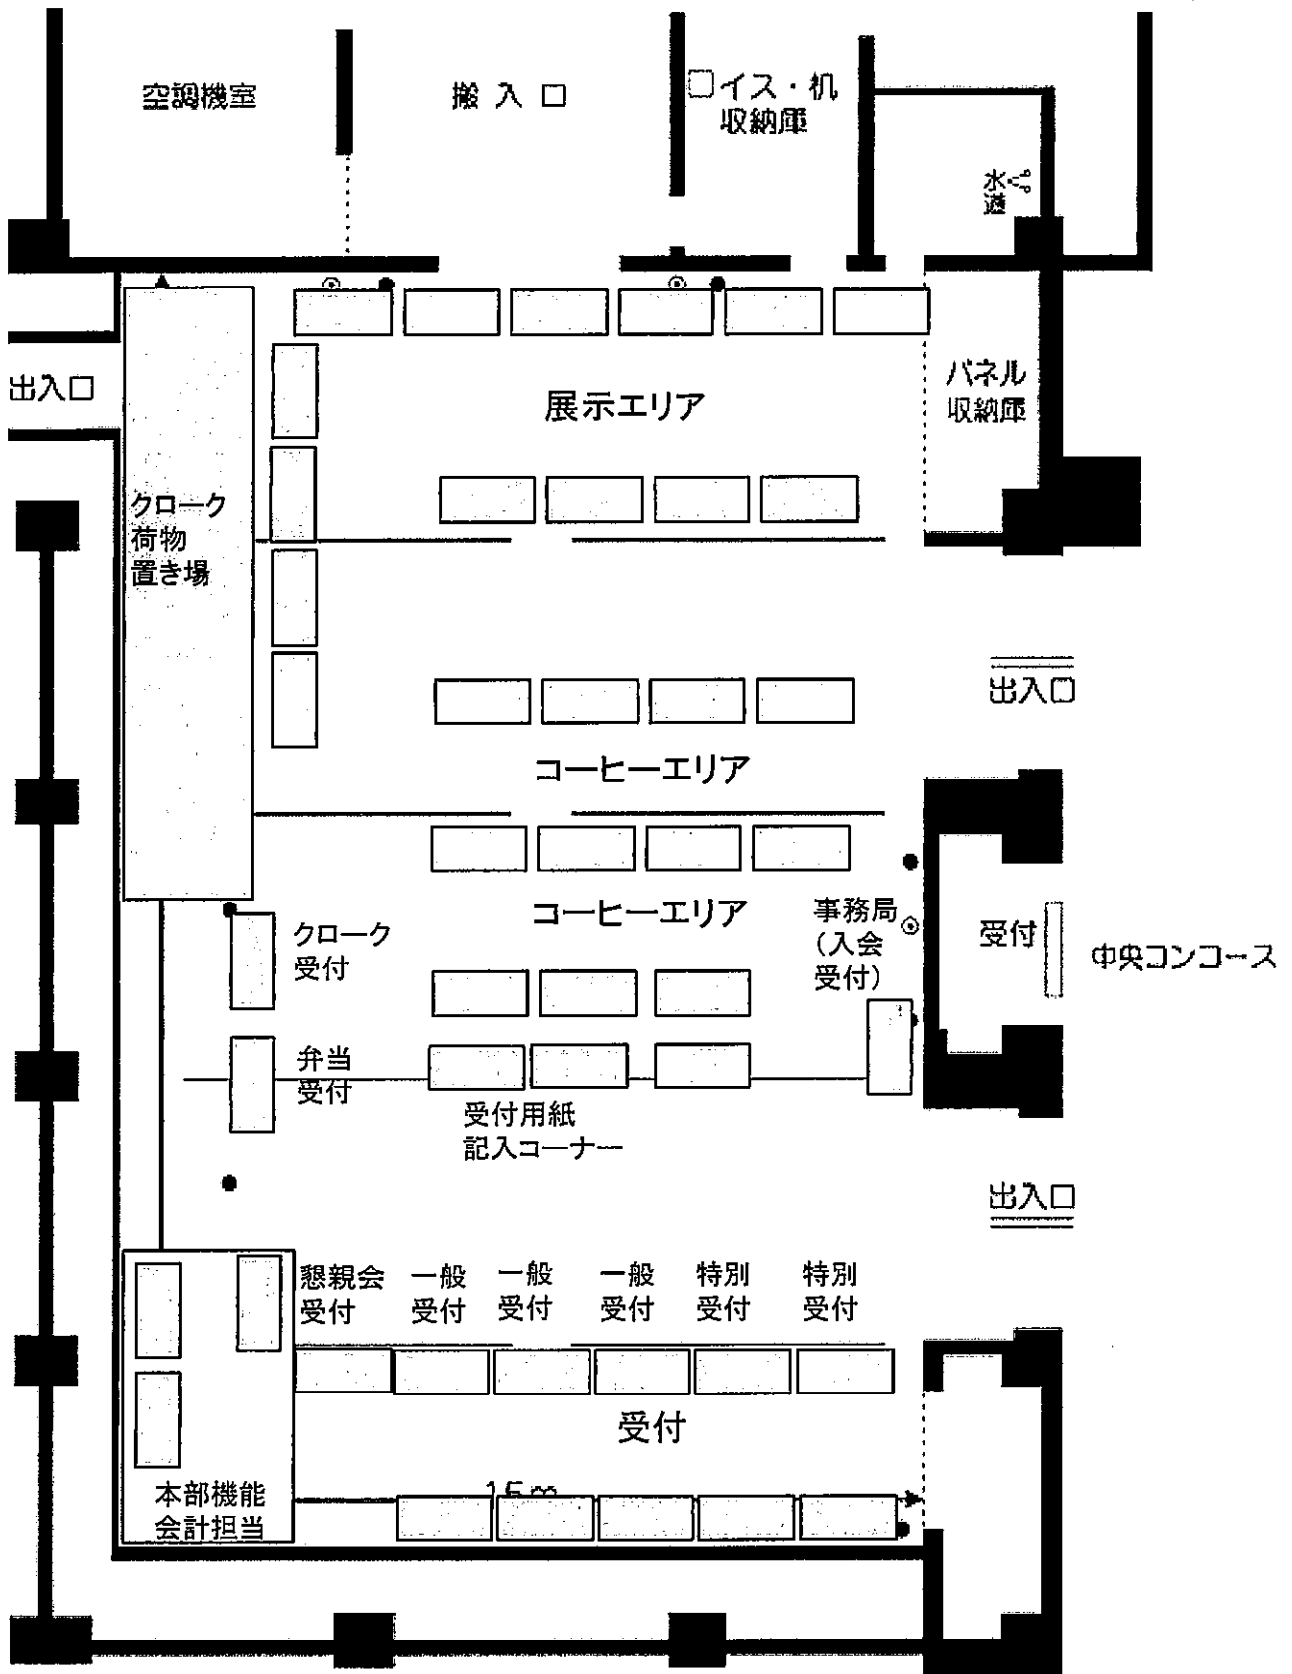 空調機室
搬入口
イス・机
収納庫
水道
出入口
展示エリア
パネル
収納庫
クローク
荷物
置き場
出入口
コーヒーエリア
コーヒーエリア
クローク
受付
事務局
(入会
受付)
受付
中央コンコース
弁当
受付
受付用紙
記入コーナー
出入口
懇親会
受付
一般
受付
一般
受付
一般
受付
特別
受付
特別
受付
受付
本部機能
会計担当